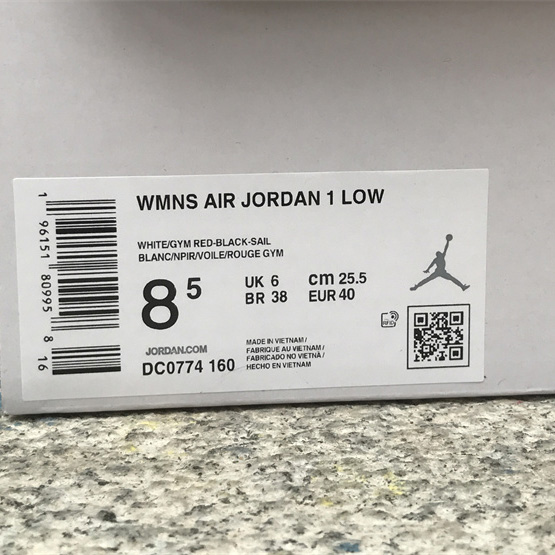 WMNS AIR JORDAN 1 LOW
WHITE/GYM RED-BLACK-SAIL
BLANC/NPIR/VOILE/ROUGE GYM
8 5
UK 6 cm 25.5
BR 38 EUR 40
JORDAN.COM
DC0774 160
MADE IN VIETNAM /
FABRIQUE AU VIETNAM /
FABRICADO NO VIETNÃ /
HECHO EN VIETNAM
RFID
1 96151 80995 8 16